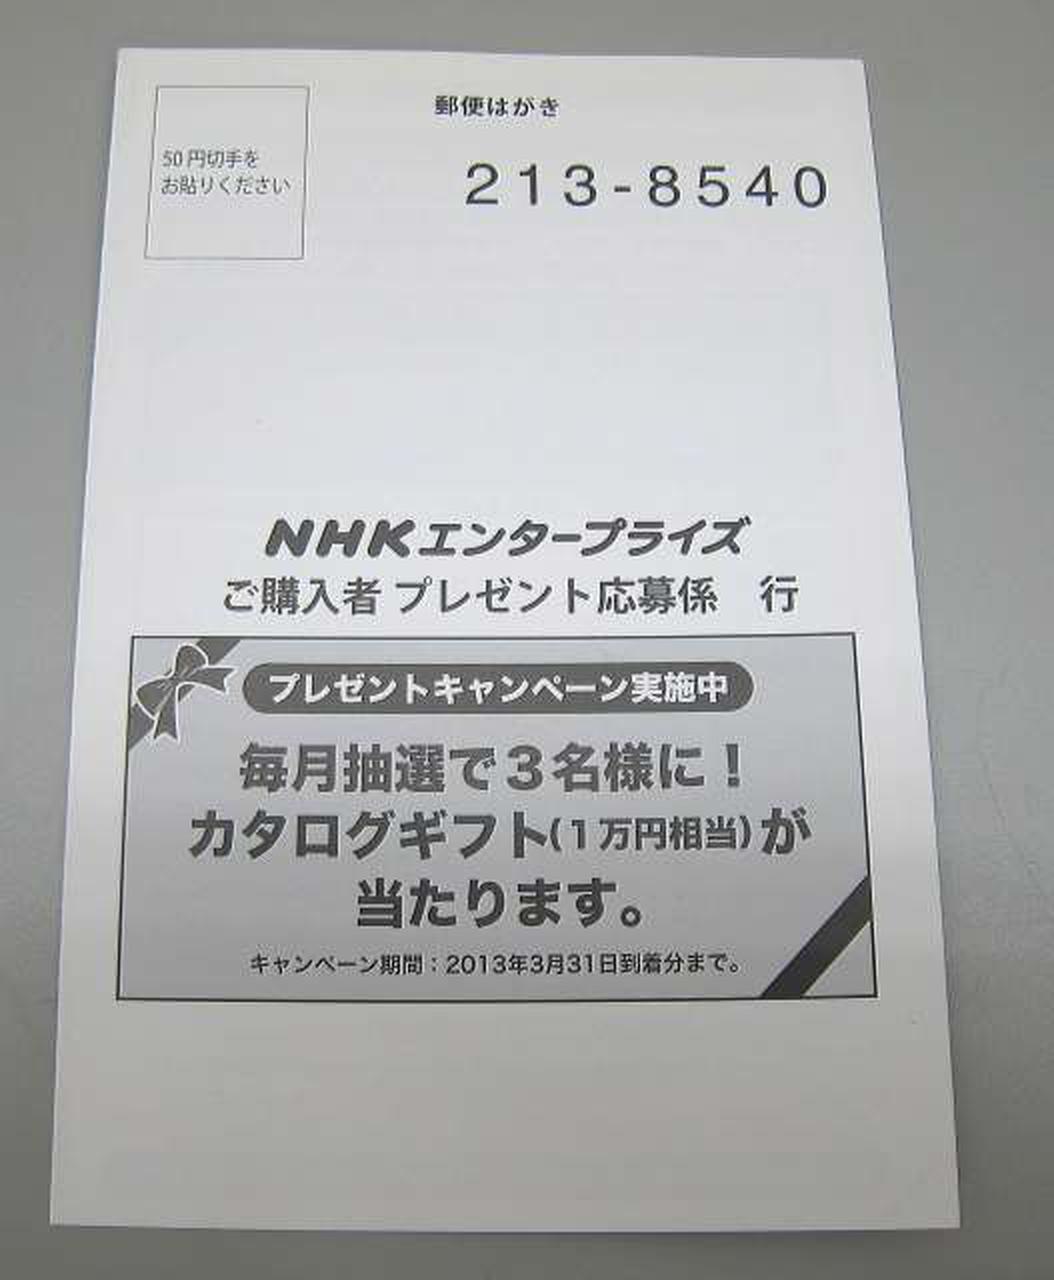 郵便はがき
50円切手を
お貼りください
213-8540
NHKエンタープライズ
ご購入者 プレゼント応募係　行
プレゼントキャンペーン実施中
毎月抽選で３名様に！
カタログギフト(１万円相当)が
当たります。
キャンペーン期間：2013年3月31日到着分まで。